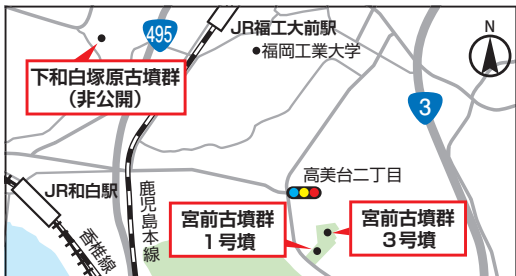 495
JR福工大前駅
福岡工業大学
N
下和白塚原古墳群
(非公開)
3
高美台二丁目
JR和白駅
鹿児島本線
香椎線
宮前古墳群
1号墳
宮前古墳群
3号墳